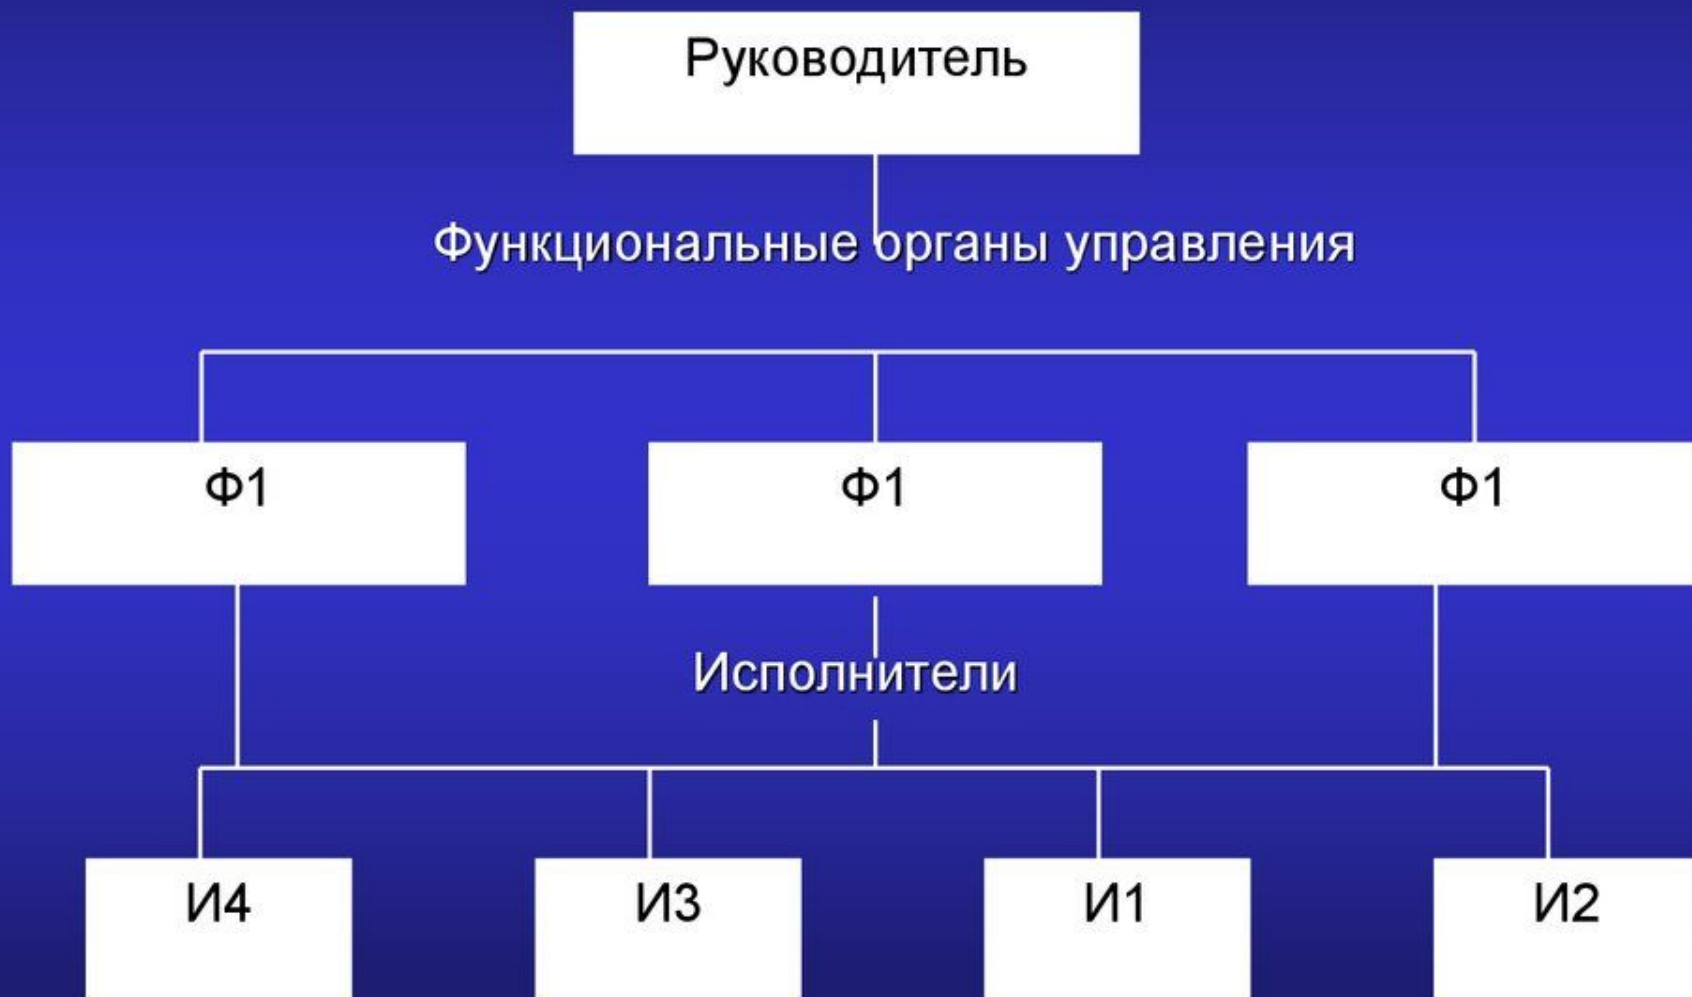 Руководитель
Функциональные органы управления
Ф1
Ф1
Ф1
Исполнители
И4
И3
И1
И2